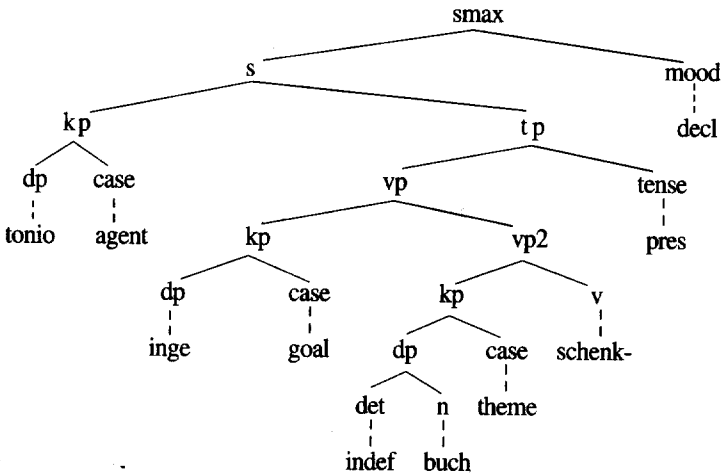 smax
s mood
kp tp decl
dp case vp tense
tonio agent kp vp2 pres
dp case kp v
inge goal dp case schenk-
det n theme
indef buch